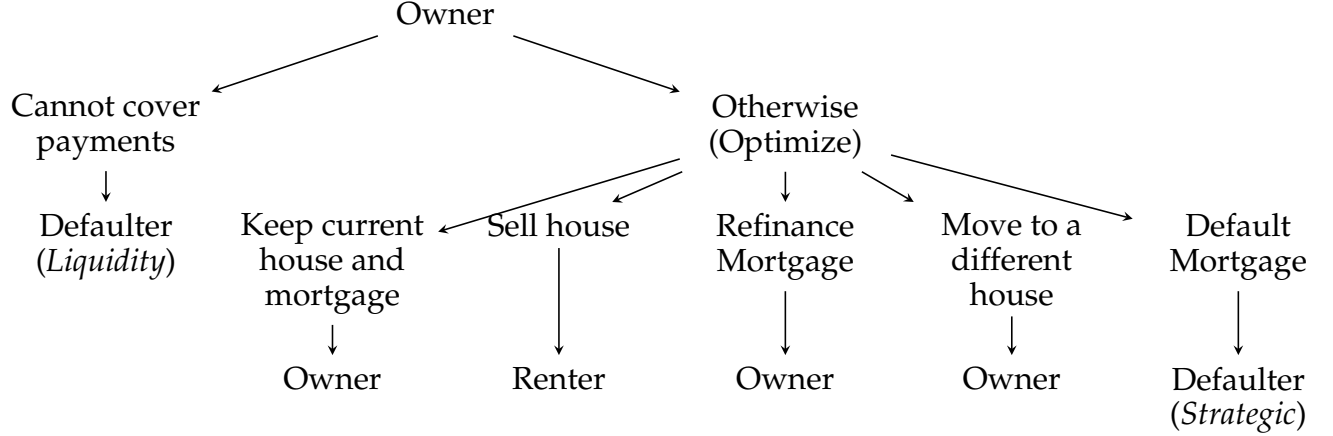 Owner
Cannot cover
payments
Otherwise
(Optimize)
Defaulter
(Liquidity)
Keep current
house and
mortgage
Sell house
Refinance
Mortgage
Move to a
different
house
Default
Mortgage
Owner
Renter
Owner
Owner
Defaulter
(Strategic)